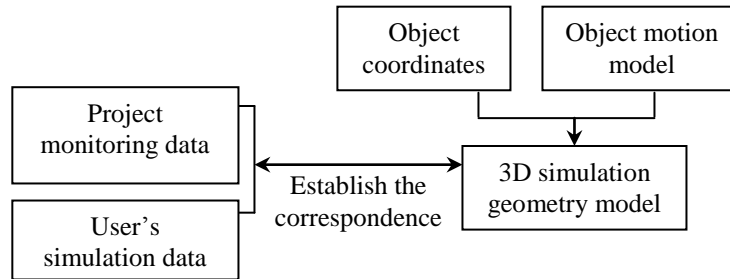 Object
coordinates
Object motion
model
Project
monitoring data
Establish the
correspondence
3D simulation
geometry model
User’s
simulation data